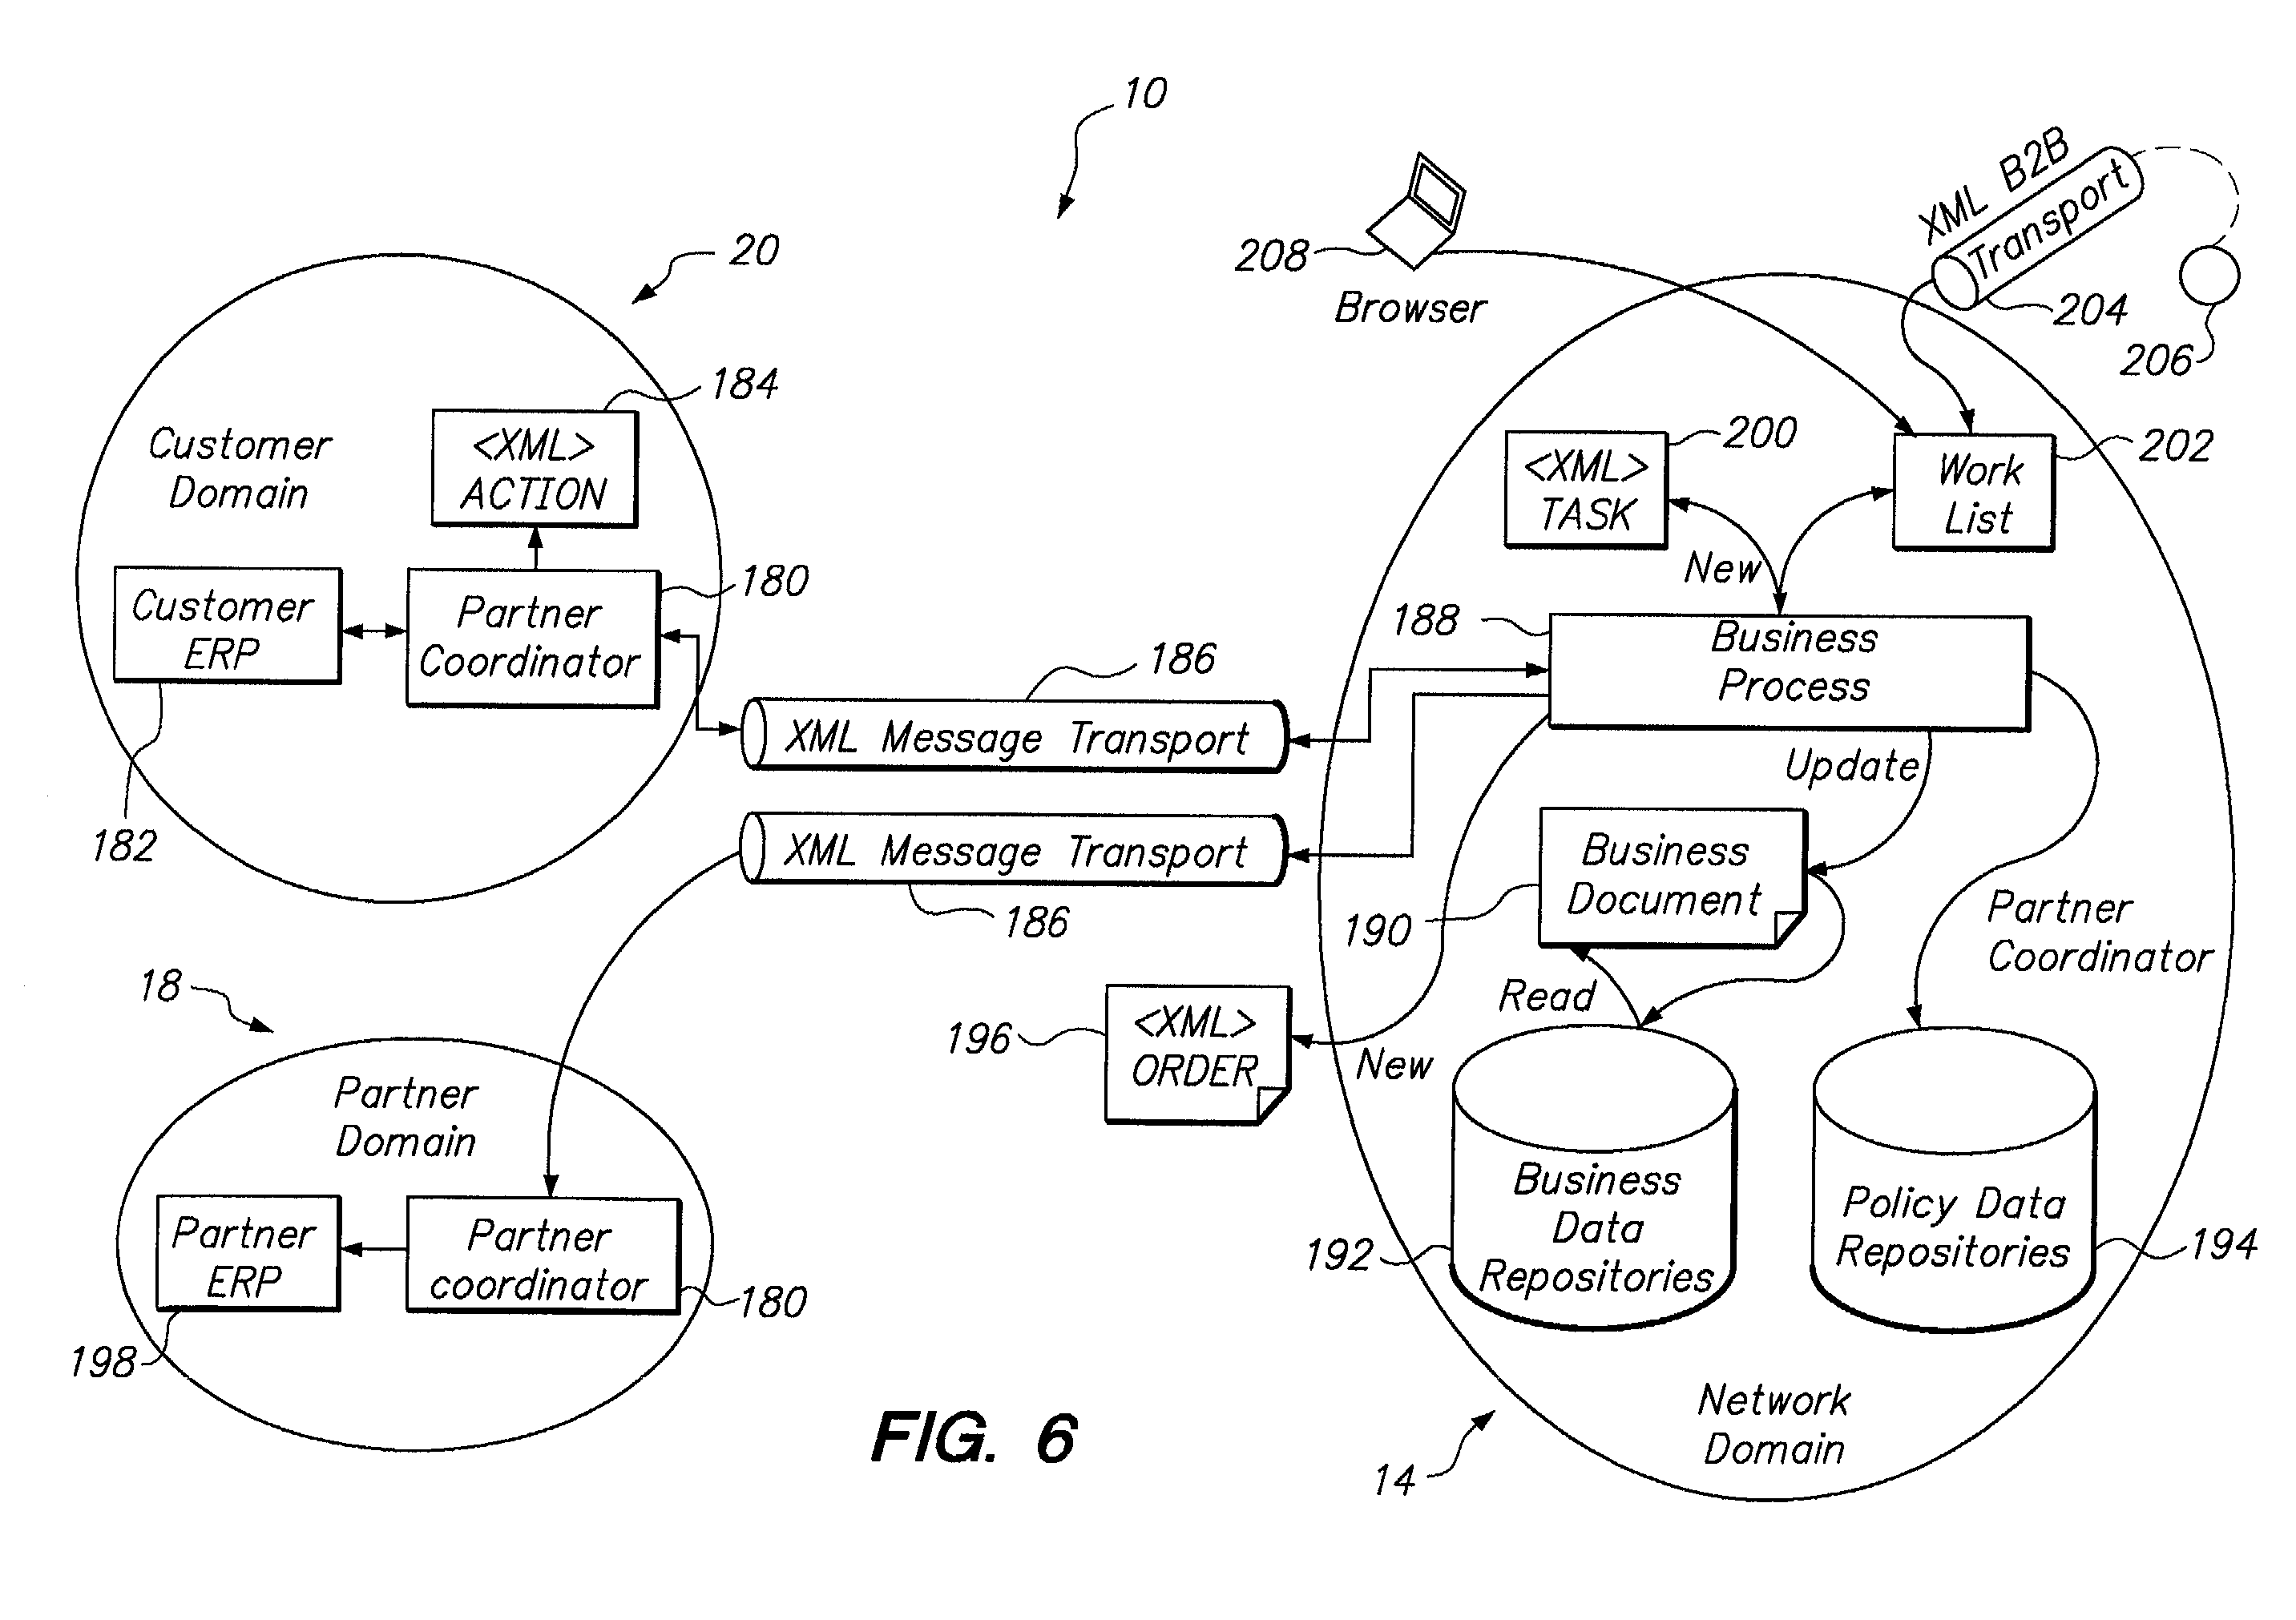 10
20
184
<XML>
ACTION
Customer
Domain
Customer
ERP
Partner
Coordinator
180
182
186
XML Message Transport
XML Message Transport
186
18
Partner
Domain
Partner
ERP
Partner
coordinator
180
198
196
<XML>
ORDER
New
208
Browser
XML B2B
Transport
204
206
200
<XML>
TASK
Work
List
202
New
188
Business
Process
Update
Business
Document
190
Partner
Coordinator
Read
Business
Data
Repositories
192
Policy Data
Repositories
194
Network
Domain
14
FIG. 6